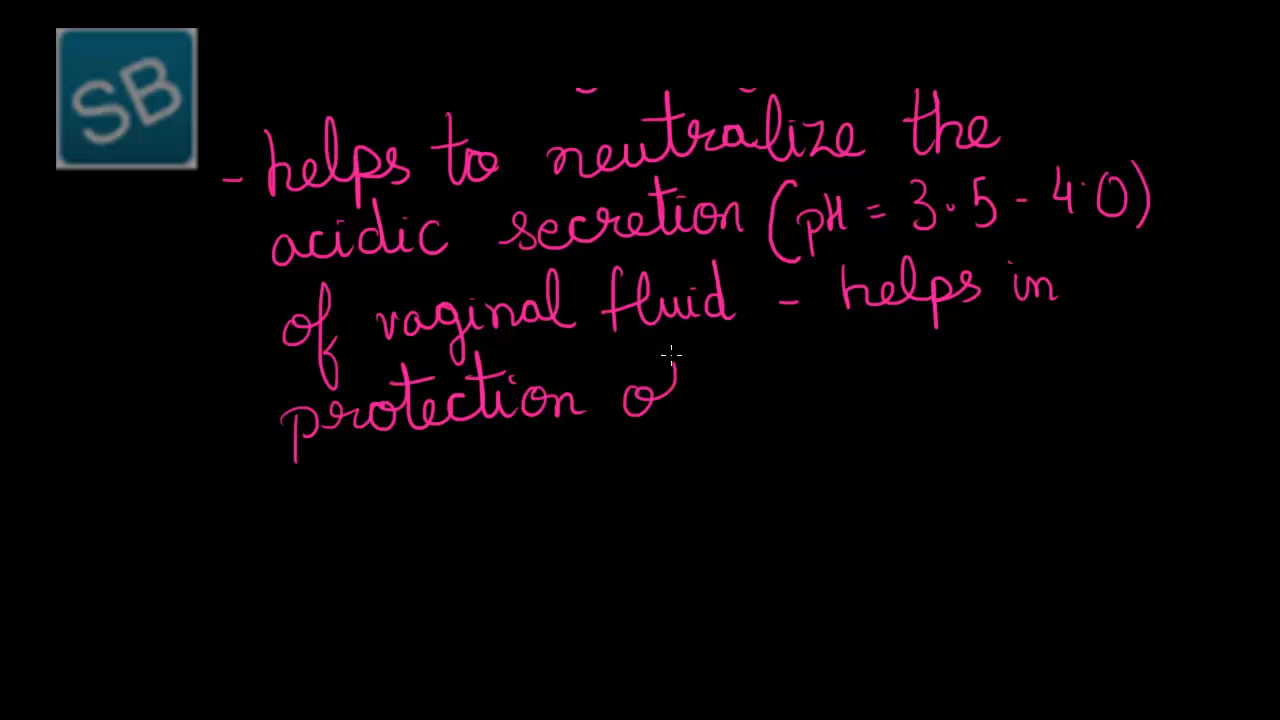 SB
- helps to neutralize the
acidic secretion (pH = 3.5 - 4.0)
of vaginal fluid - helps in
protection o